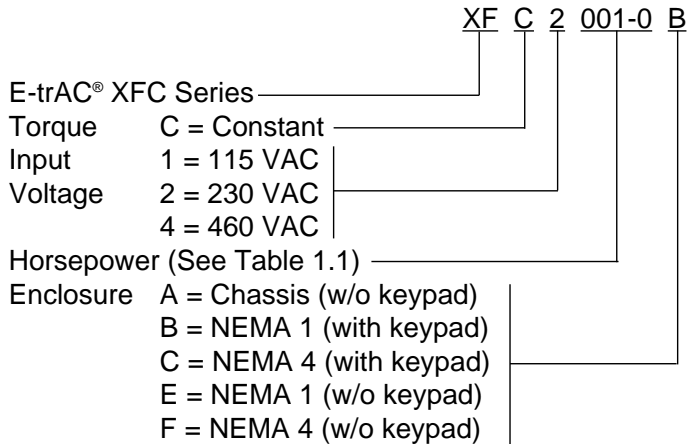 XF C 2 001-0 B
E-trAC® XFC Series
Torque C = Constant
Input 1 = 115 VAC
Voltage 2 = 230 VAC
4 = 460 VAC
Horsepower (See Table 1.1)
Enclosure A = Chassis (w/o keypad)
B = NEMA 1 (with keypad)
C = NEMA 4 (with keypad)
E = NEMA 1 (w/o keypad)
F = NEMA 4 (w/o keypad)